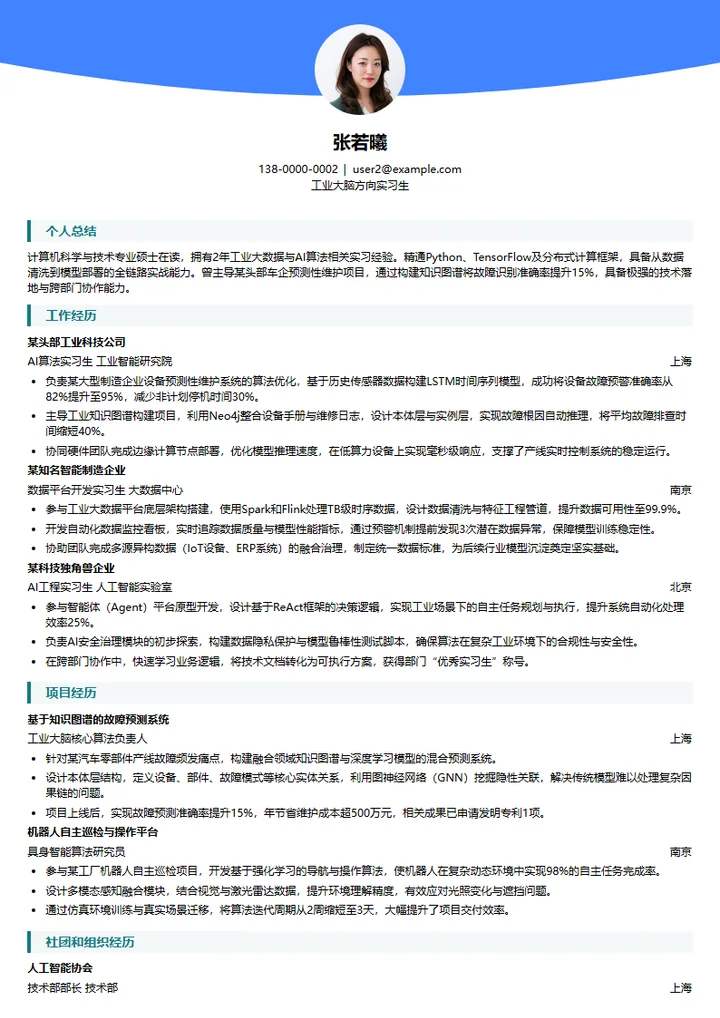 张若曦
138-0000-0002 | user2@example.com
工业大脑方向实习生
个人总结
计算机科学与技术专业硕士在读，拥有2年工业大数据与AI算法相关实习经验。精通Python、TensorFlow及分布式计算框架，具备从数据
清洗到模型部署的全链路实战能力。曾主导某头部车企预测性维护项目，通过构建知识图谱将故障识别准确率提升15%，具备极强的技术落
地与跨部门协作能力。
工作经历
某头部工业科技公司
AI算法实习生 工业智能研究院 上海
• 负责某大型制造企业设备预测性维护系统的算法优化，基于历史传感器数据构建LSTM时间序列模型，成功将设备故障预警准确率从
82%提升至95%，减少非计划停机时间30%。
• 主导工业知识图谱构建项目，利用Neo4j整合设备手册与维修日志，设计本体层与实例层，实现故障根因自动推理，将平均故障排查时
间缩短40%。
• 协同硬件团队完成边缘计算节点部署，优化模型推理速度，在低算力设备上实现毫秒级响应，支撑了产线实时控制系统的稳定运行。
某知名智能制造企业
数据平台开发实习生 大数据中心 南京
• 参与工业大数据平台底层架构搭建，使用Spark和Flink处理TB级时序数据，设计数据清洗与特征工程管道，提升数据可用性至99.9%。
• 开发自动化数据监控看板，实时追踪数据质量与模型性能指标，通过预警机制提前发现3次潜在数据异常，保障模型训练稳定性。
• 协助团队完成多源异构数据（IoT设备、ERP系统）的融合治理，制定统一数据标准，为后续行业模型沉淀奠定坚实基础。
某科技独角兽企业
AI工程实习生 人工智能实验室 北京
• 参与智能体（Agent）平台原型开发，设计基于ReAct框架的决策逻辑，实现工业场景下的自主任务规划与执行，提升系统自动化处理
效率25%。
• 负责AI安全治理模块的初步探索，构建数据隐私保护与模型鲁棒性测试脚本，确保算法在复杂工业环境下的合规性与安全性。
• 在跨部门协作中，快速学习业务逻辑，将技术文档转化为可执行方案，获得部门“优秀实习生”称号。
项目经历
基于知识图谱的故障预测系统
工业大脑核心算法负责人 上海
• 针对某汽车零部件产线故障频发痛点，构建融合领域知识图谱与深度学习模型的混合预测系统。
• 设计本体层结构，定义设备、部件、故障模式等核心实体关系，利用图神经网络（GNN）挖掘隐性关联，解决传统模型难以处理复杂因
果链的问题。
• 项目上线后，实现故障预测准确率提升15%，年节省维护成本超500万元，相关成果已申请发明专利1项。
机器人自主巡检与操作平台
具身智能算法研究员 南京
• 参与某工厂机器人自主巡检项目，开发基于强化学习的导航与操作算法，使机器人在复杂动态环境中实现98%的自主任务完成率。
• 设计多模态感知融合模块，结合视觉与激光雷达数据，提升环境理解精度，有效应对光照变化与遮挡问题。
• 通过仿真环境训练与真实场景迁移，将算法迭代周期从2周缩短至3天，大幅提升了项目交付效率。
社团和组织经历
人工智能协会
技术部部长 技术部 上海